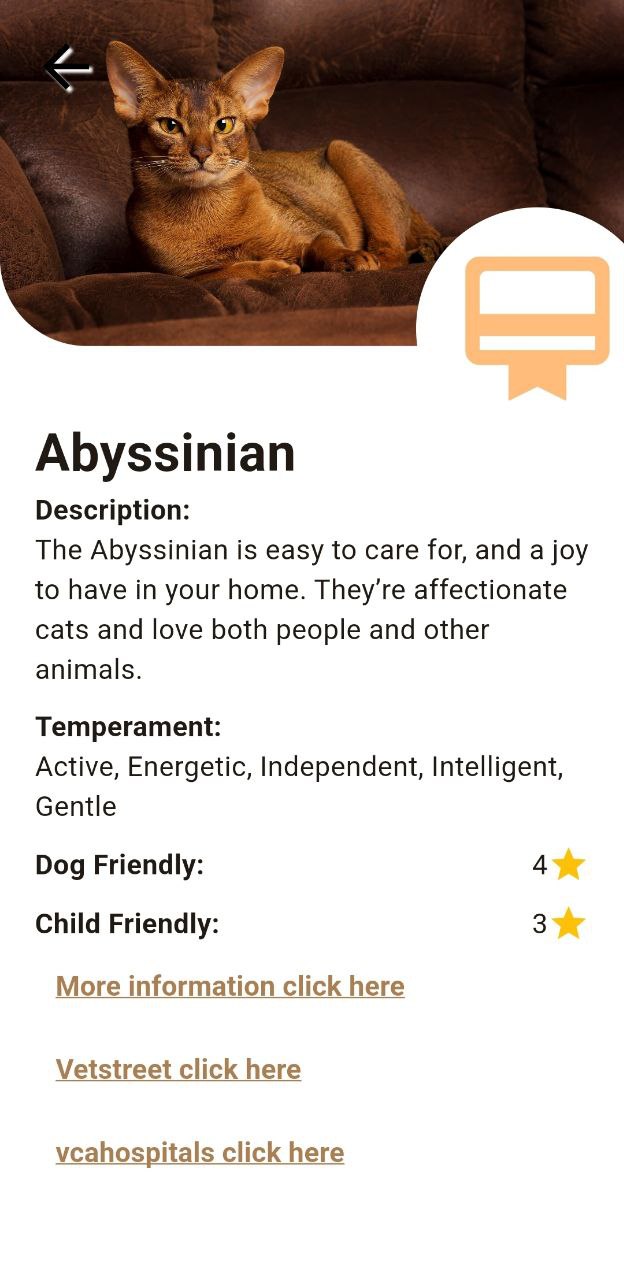 Abyssinian
Description:
The Abyssinian is easy to care for, and a joy
to have in your home. They’re affectionate
cats and love both people and other
animals.
Temperament:
Active, Energetic, Independent, Intelligent,
Gentle
Dog Friendly: 4
Child Friendly: 3
More information click here
Vetstreet click here
vcahospitals click here